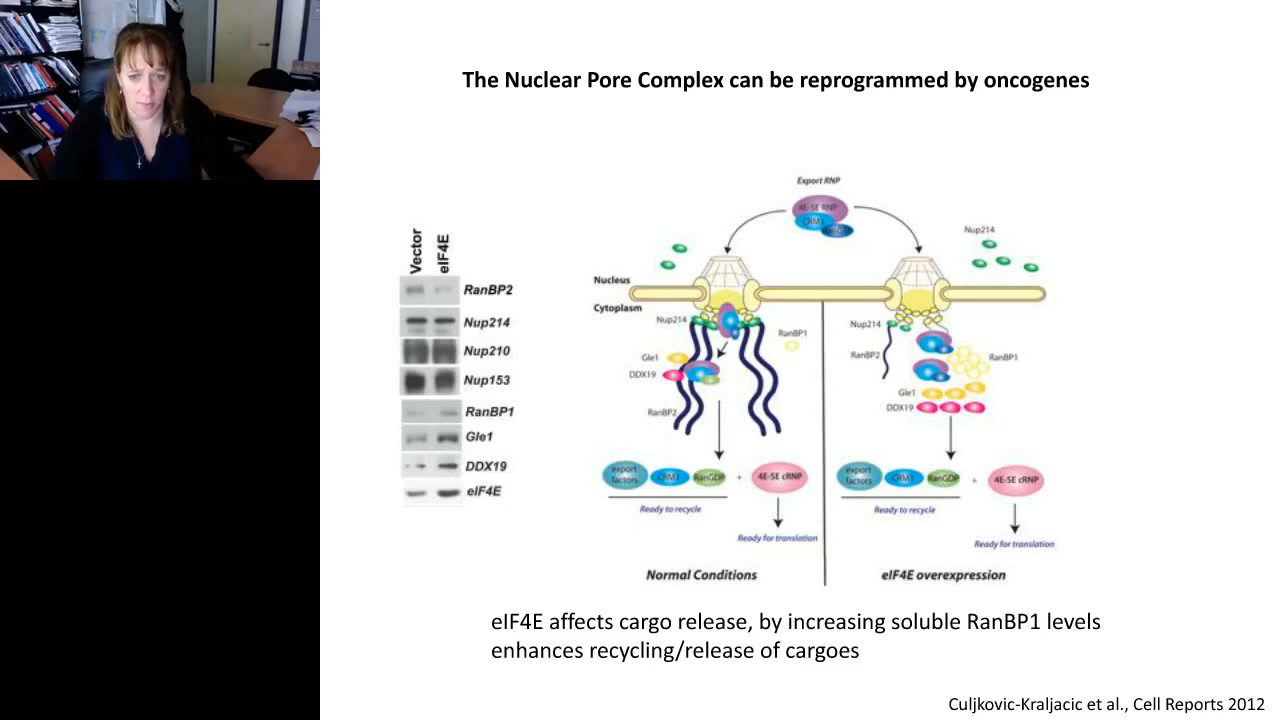 The Nuclear Pore Complex can be reprogrammed by oncogenes
Vector
eIF4E
RanBP2
Nup214
Nup210
Nup153
RanBP1
Gle1
DDX19
eIF4E
Export RNP
4E-SE RNP
CRM1
Nup214
Nucleus
Cytoplasm
Nup214
RanBP1
Gle1
DDX19
RanBP2
export
factors
CRM1
RanGDP
+
4E-SE cRNP
Ready to recycle
Ready for translation
Normal Conditions
Nup214
RanBP2
RanBP1
Gle1
DDX19
export
factors
CRM1
RanGDP
+
4E-SE cRNP
Ready to recycle
Ready for translation
eIF4E overexpression
eIF4E affects cargo release, by increasing soluble RanBP1 levels
enhances recycling/release of cargoes
Culjkovic-Kraljacic et al., Cell Reports 2012